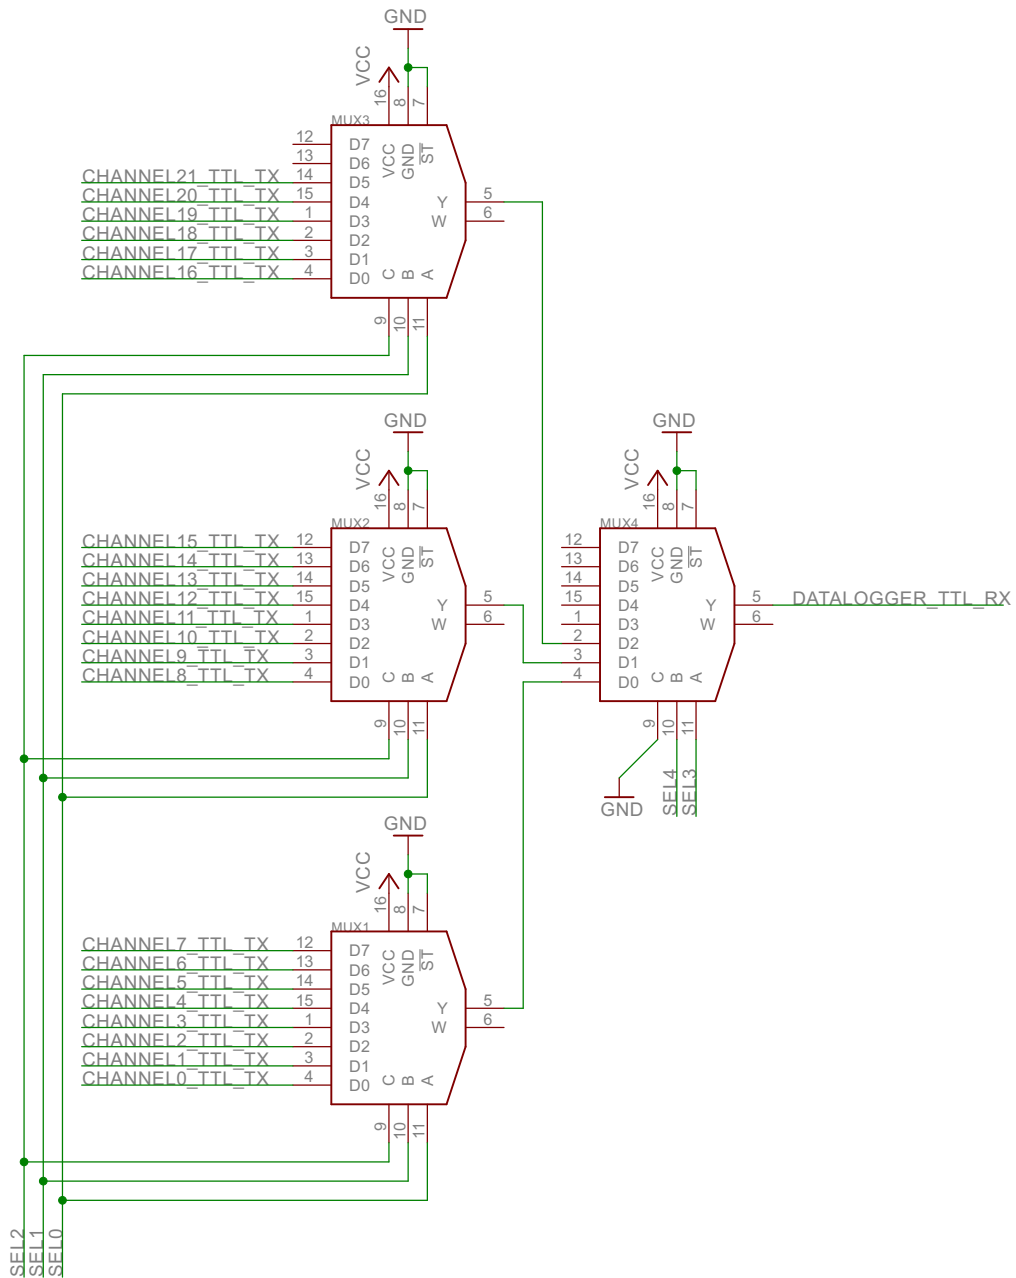 GND
VCC
16
8
7
MUX3
12 D7 VCC GND ST
13 D6
CHANNEL21_TTL_TX 14 D5
CHANNEL20_TTL_TX 15 D4 Y 5
CHANNEL19_TTL_TX 1 D3 W 6
CHANNEL18_TTL_TX 2 D2
CHANNEL17_TTL_TX 3 D1
CHANNEL16_TTL_TX 4 D0 C B A
9 10 11
GND
VCC
16
8
7
MUX2
CHANNEL15_TTL_TX 12 D7 VCC GND ST
CHANNEL14_TTL_TX 13 D6
CHANNEL13_TTL_TX 14 D5
CHANNEL12_TTL_TX 15 D4 Y 5
CHANNEL11_TTL_TX 1 D3 W 6
CHANNEL10_TTL_TX 2 D2
CHANNEL9_TTL_TX 3 D1
CHANNEL8_TTL_TX 4 D0 C B A
9 10 11
GND
VCC
16
8
7
MUX4
12 D7 VCC GND ST
13 D6
14 D5
15 D4 Y 5 DATALOGGER_TTL_RX
1 D3 W 6
2 D2
3 D1
4 D0 C B A
9 10 11
GND
SEL4
SEL3
GND
VCC
16
8
7
MUX1
CHANNEL7_TTL_TX 12 D7 VCC GND ST
CHANNEL6_TTL_TX 13 D6
CHANNEL5_TTL_TX 14 D5
CHANNEL4_TTL_TX 15 D4 Y 5
CHANNEL3_TTL_TX 1 D3 W 6
CHANNEL2_TTL_TX 2 D2
CHANNEL1_TTL_TX 3 D1
CHANNEL0_TTL_TX 4 D0 C B A
9 10 11
SEL2
SEL1
SEL0